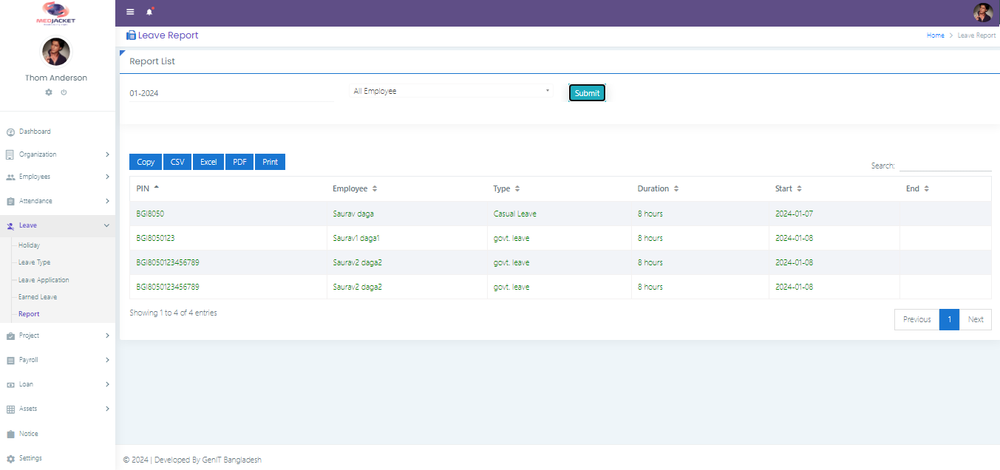 MEDJACKET
Thom Anderson
Dashboard
Organization
Employees
Attendance
Leave
Holiday
Leave Type
Leave Application
Earned Leave
Report
Project
Payroll
Loan
Assets
Notice
Settings
Leave Report
Home > Leave Report
Report List
01-2024
All Employee
Submit
Copy CSV Excel PDF Print
Search:
PIN Employee Type Duration Start End
BGI8050 Saurav daga Casual Leave 8 hours 2024-01-07
BGI8050123 Saurav1 daga1 govt. leave 8 hours 2024-01-08
BGI8050123456789 Saurav2 daga2 govt. leave 8 hours 2024-01-08
BGI8050123456789 Saurav2 daga2 govt. leave 8 hours 2024-01-08
Showing 1 to 4 of 4 entries
Previous 1 Next
© 2024 | Developed By GenIT Bangladesh